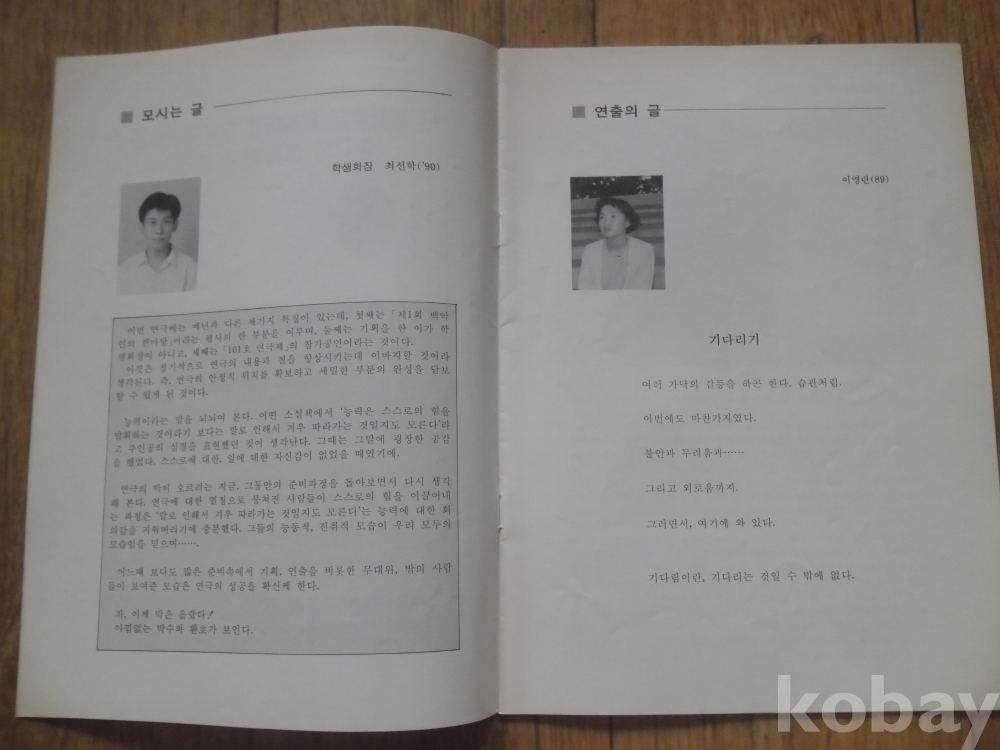 ■ 모시는 글
학생회장 최선학('90)
이번 연극에는 예년과 다른 세가지 특질이 있는데, 첫째는 「제1회 백악
인의 한마당」이라는 행사의 한 부분을 이루며, 둘째는 기획을 한 이가 학
생회장이 아니고, 세째는 「101호 연극제」의 참가공연이라는 것이다.
이것은 장기적으로 연극의 내용과 질을 향상시키는데 이바지할 것이라
생각된다. 즉, 연극의 안정적 위치를 확보하고 세밀한 부분의 완성을 담보
할 수 있게 된 것이다.
능력이라는 말을 되뇌여 본다. 어떤 소설책에서 '능력은 스스로의 힘을
발휘하는 것이라기 보다는 말로 인해서 겨우 따라가는 것일지도 모른다'라
고 주인공의 심경을 표현했던 것이 생각난다. 그때는 그말에 굉장한 공감
을 했었다. 스스로에 대한, 일에 대한 자신감이 없었을 때였기에.
연극의 막이 오르려는 지금, 그동안의 준비과정을 돌아보면서 다시 생각
해 본다. 연극에 대한 열정으로 뭉쳐진 사람들이 스스로의 힘을 이끌어내
는 과정은 '말로 인해서 겨우 따라가는 것일지도 모른다'는 능력에 대한 회
의감을 지워버리기에 충분했다. 그들의 능동적, 진취적 모습이 우리 모두의
모습임을 믿으며…….
어느때 보다도 많은 준비속에서 기획, 연출을 비롯한 무대위, 밖의 사람
들이 보여준 모습은 연극의 성공을 확신케 한다.
자, 이제 막은 올랐다!
아낌없는 박수와 환호가 보인다.
■ 연출의 글
이영란(89)
기다리기
여러 가닥의 갈등을 하곤 한다, 습관처럼.
이번에도 마찬가지였다.
불안과 두려움과……
그리고 외로움까지.
그러면서, 여기에 와 있다.
기다림이란, 기다리는 것일 수 밖에 없다.
kobay